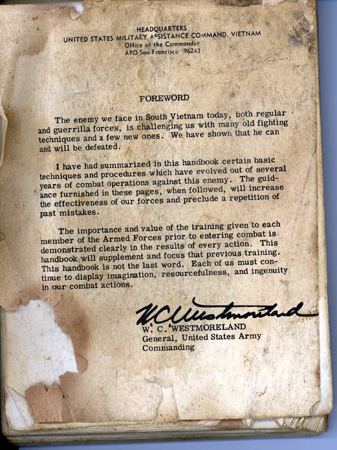 HEADQUARTERS
UNITED STATES MILITARY ASSISTANCE COMMAND, VIETNAM
Office of the Commander
APO San Francisco 96243
FOREWORD
The enemy we face in South Vietnam today, both regular
and guerrilla forces, is challenging us with many old fighting
techniques and a few new ones. We have shown that he can
and will be defeated.
I have had summarized in this handbook certain basic
techniques and procedures which have evolved out of several
years of combat operations against this enemy. The guid-
ance furnished in these pages, when followed, will increase
the effectiveness of our forces and preclude a repetition of
past mistakes.
The importance and value of the training given to each
member of the Armed Forces prior to entering combat is
demonstrated clearly in the results of every action. This
handbook will supplement and focus that previous training.
This handbook is not the last word. Each of us must con-
tinue to display imagination, resourcefulness, and ingenuity
in our combat actions.
WCWestmoreland
W. C. WESTMORELAND
General, United States Army
Commanding